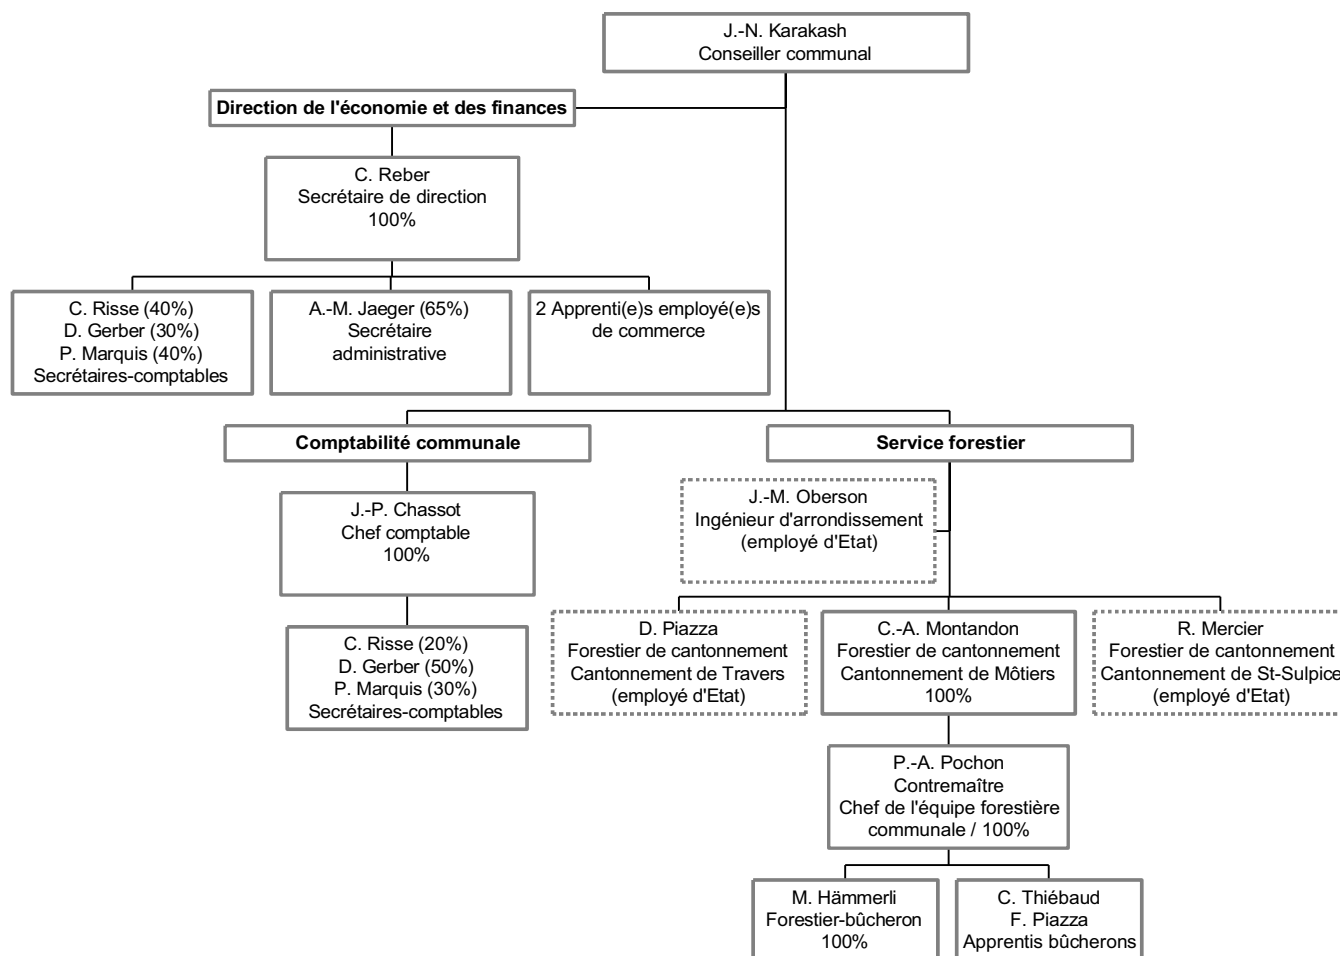 J.-N. Karakash
Conseiller communal
Direction de l'économie et des finances
C. Reber
Secrétaire de direction
100%
C. Risse (40%)
D. Gerber (30%)
P. Marquis (40%)
Secrétaires-comptables
A.-M. Jaeger (65%)
Secrétaire
administrative
2 Apprenti(e)s employé(e)s
de commerce
Comptabilité communale
Service forestier
J.-P. Chassot
Chef comptable
100%
J.-M. Oberson
Ingénieur d'arrondissement
(employé d'Etat)
C. Risse (20%)
D. Gerber (50%)
P. Marquis (30%)
Secrétaires-comptables
D. Piazza
Forestier de cantonnement
Cantonnement de Travers
(employé d'Etat)
C.-A. Montandon
Forestier de cantonnement
Cantonnement de Môtiers
100%
R. Mercier
Forestier de cantonnement
Cantonnement de St-Sulpice
(employé d'Etat)
P.-A. Pochon
Contremaître
Chef de l'équipe forestière
communale / 100%
M. Hämmerli
Forestier-bûcheron
100%
C. Thiébaud
F. Piazza
Apprentis bûcherons